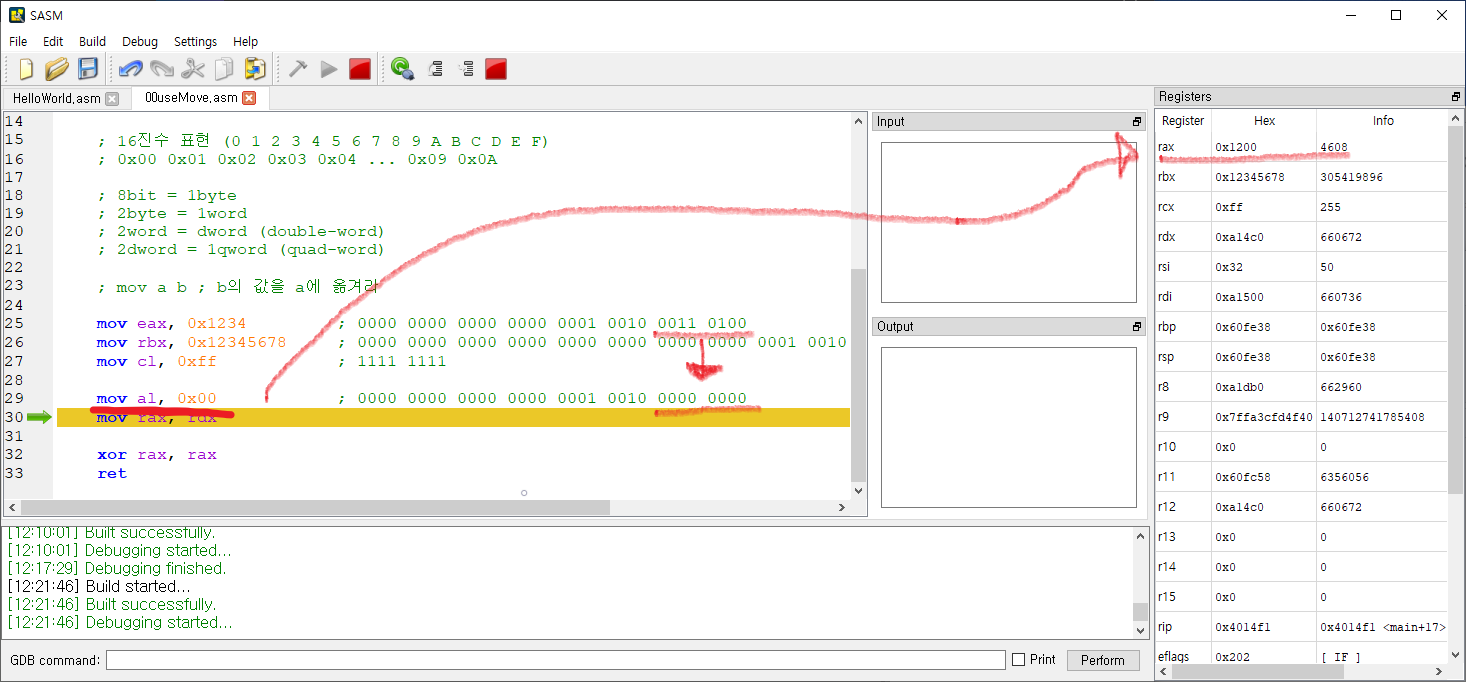 SASM
File Edit Build Debug Settings Help
HelloWorld.asm 00useMove.asm
14
15 ; 16진수 표현 (0 1 2 3 4 5 6 7 8 9 A B C D E F)
16 ; 0x00 0x01 0x02 0x03 0x04 ... 0x09 0x0A
17
18 ; 8bit = 1byte
19 ; 2byte = 1word
20 ; 2word = dword (double-word)
21 ; 2dword = 1qword (quad-word)
22
23 ; mov a b ; b의 값을 a에 옮겨라
24
25 mov eax, 0x1234 ; 0000 0000 0000 0000 0001 0010 0011 0100
26 mov rbx, 0x12345678 ; 0000 0000 0000 0000 0000 0000 0000 0000 0001 0010
27 mov cl, 0xff ; 1111 1111
28
29 mov al, 0x00 ; 0000 0000 0000 0000 0001 0010 0000 0000
30 mov rax, rdx
31
32 xor rax, rax
33 ret
Input
Output
Registers
Register Hex Info
rax 0x1200 4608
rbx 0x12345678 305419896
rcx 0xff 255
rdx 0xa14c0 660672
rsi 0x32 50
rdi 0xa1500 660736
rbp 0x60fe38 0x60fe38
rsp 0x60fe38 0x60fe38
r8 0xa1db0 662960
r9 0x7ffa3cfd4f40 140712741785408
r10 0x0 0
r11 0x60fc58 6356056
r12 0xa14c0 660672
r13 0x0 0
r14 0x0 0
r15 0x0 0
rip 0x4014f1 0x4014f1 <main+17>
eflags 0x202 [ IF ]
[12:10:01] Built successfully.
[12:10:01] Debugging started...
[12:17:29] Debugging finished.
[12:21:46] Build started...
[12:21:46] Built successfully.
[12:21:46] Debugging started...
GDB command: Print Perform